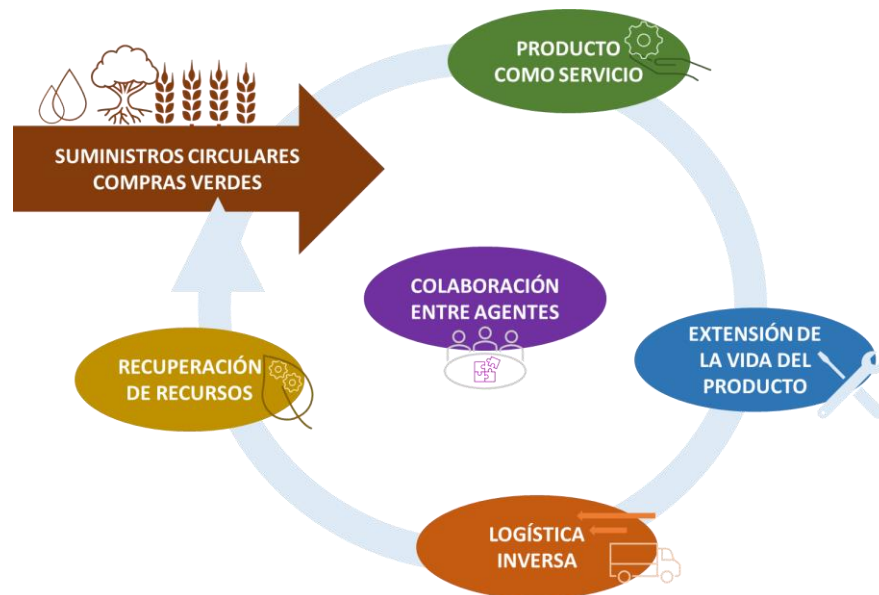 PRODUCTO
COMO SERVICIO
SUMINISTROS CIRCULARES
COMPRAS VERDES
COLABORACIÓN
ENTRE AGENTES
EXTENSIÓN DE
LA VIDA DEL
PRODUCTO
RECUPERACIÓN
DE RECURSOS
LOGÍSTICA
INVERSA